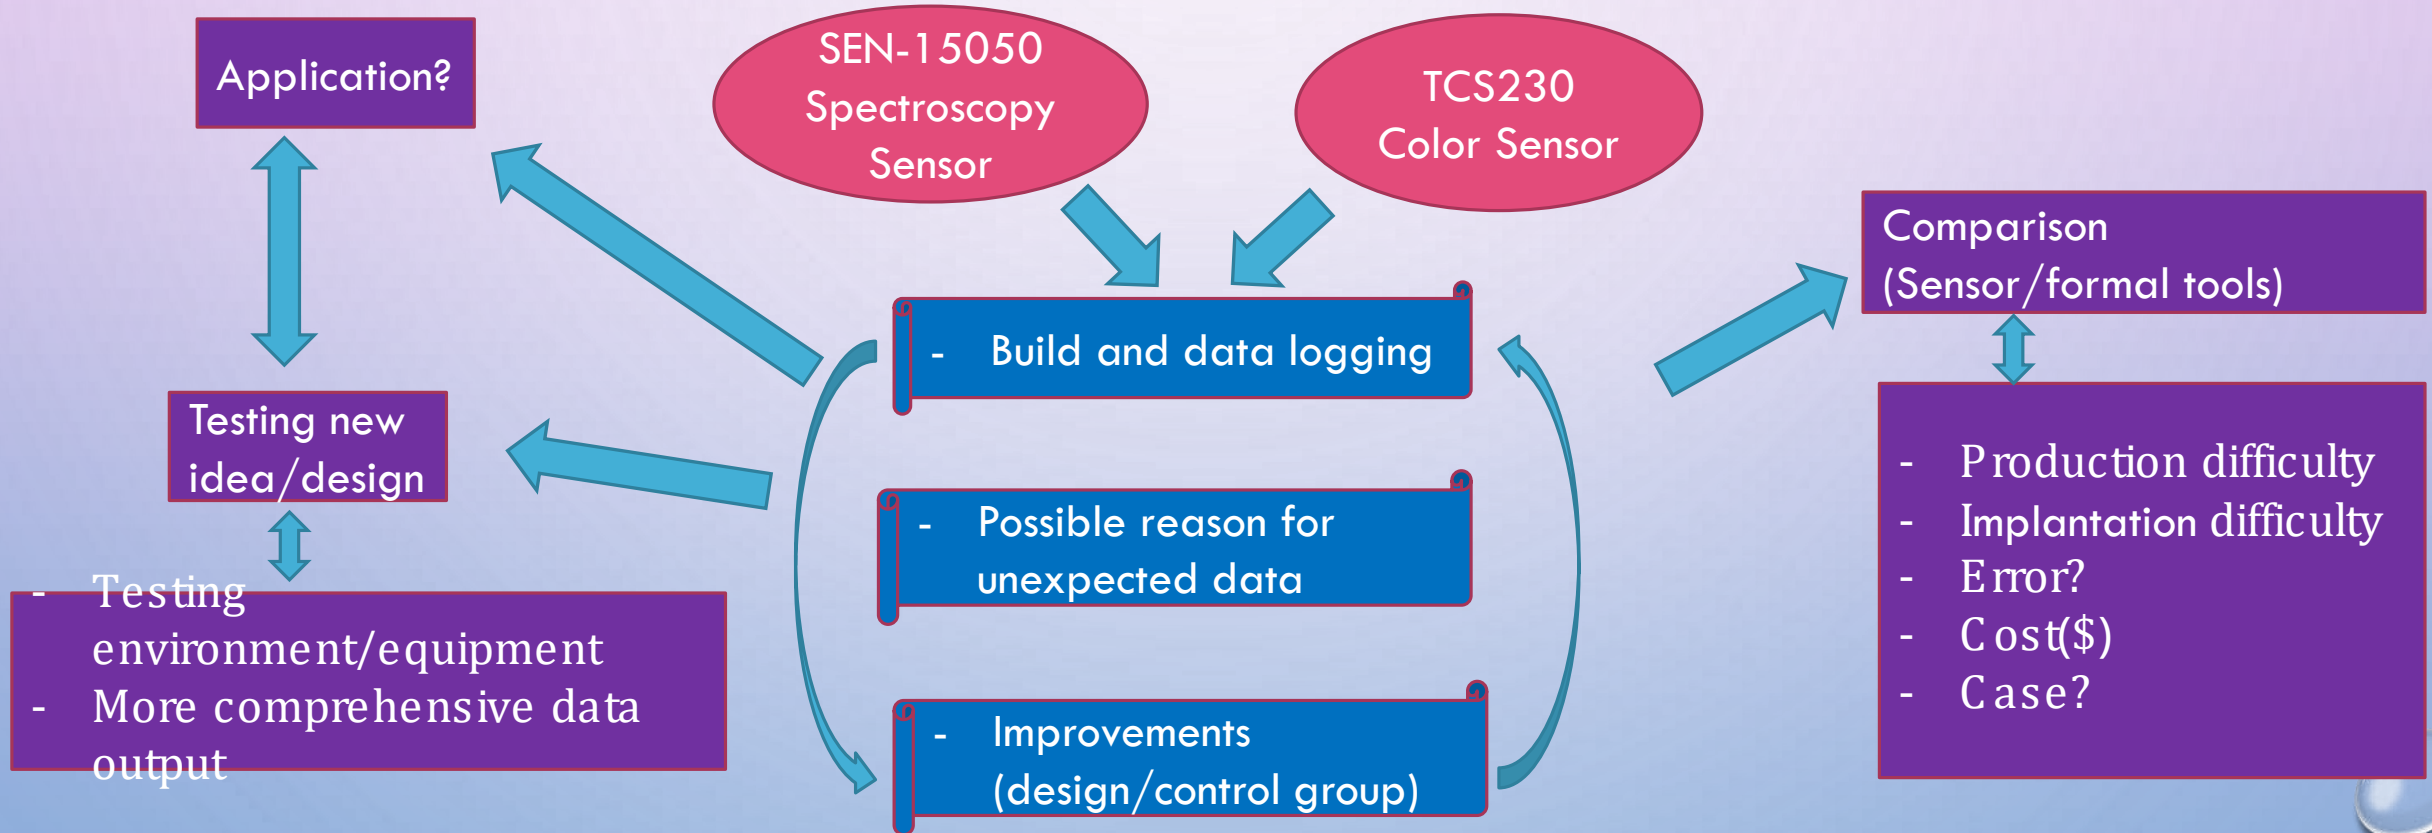 Application?
SEN-15050
Spectroscopy
Sensor
TCS230
Color Sensor
Comparison
(Sensor/formal tools)
- Build and data logging
Testing new
idea/design
- Production difficulty
- Implantation difficulty
- Error?
- Cost($)
- Case?
- Possible reason for
unexpected data
- Testing
environment/equipment
- More comprehensive data
output
- Improvements
(design/control group)